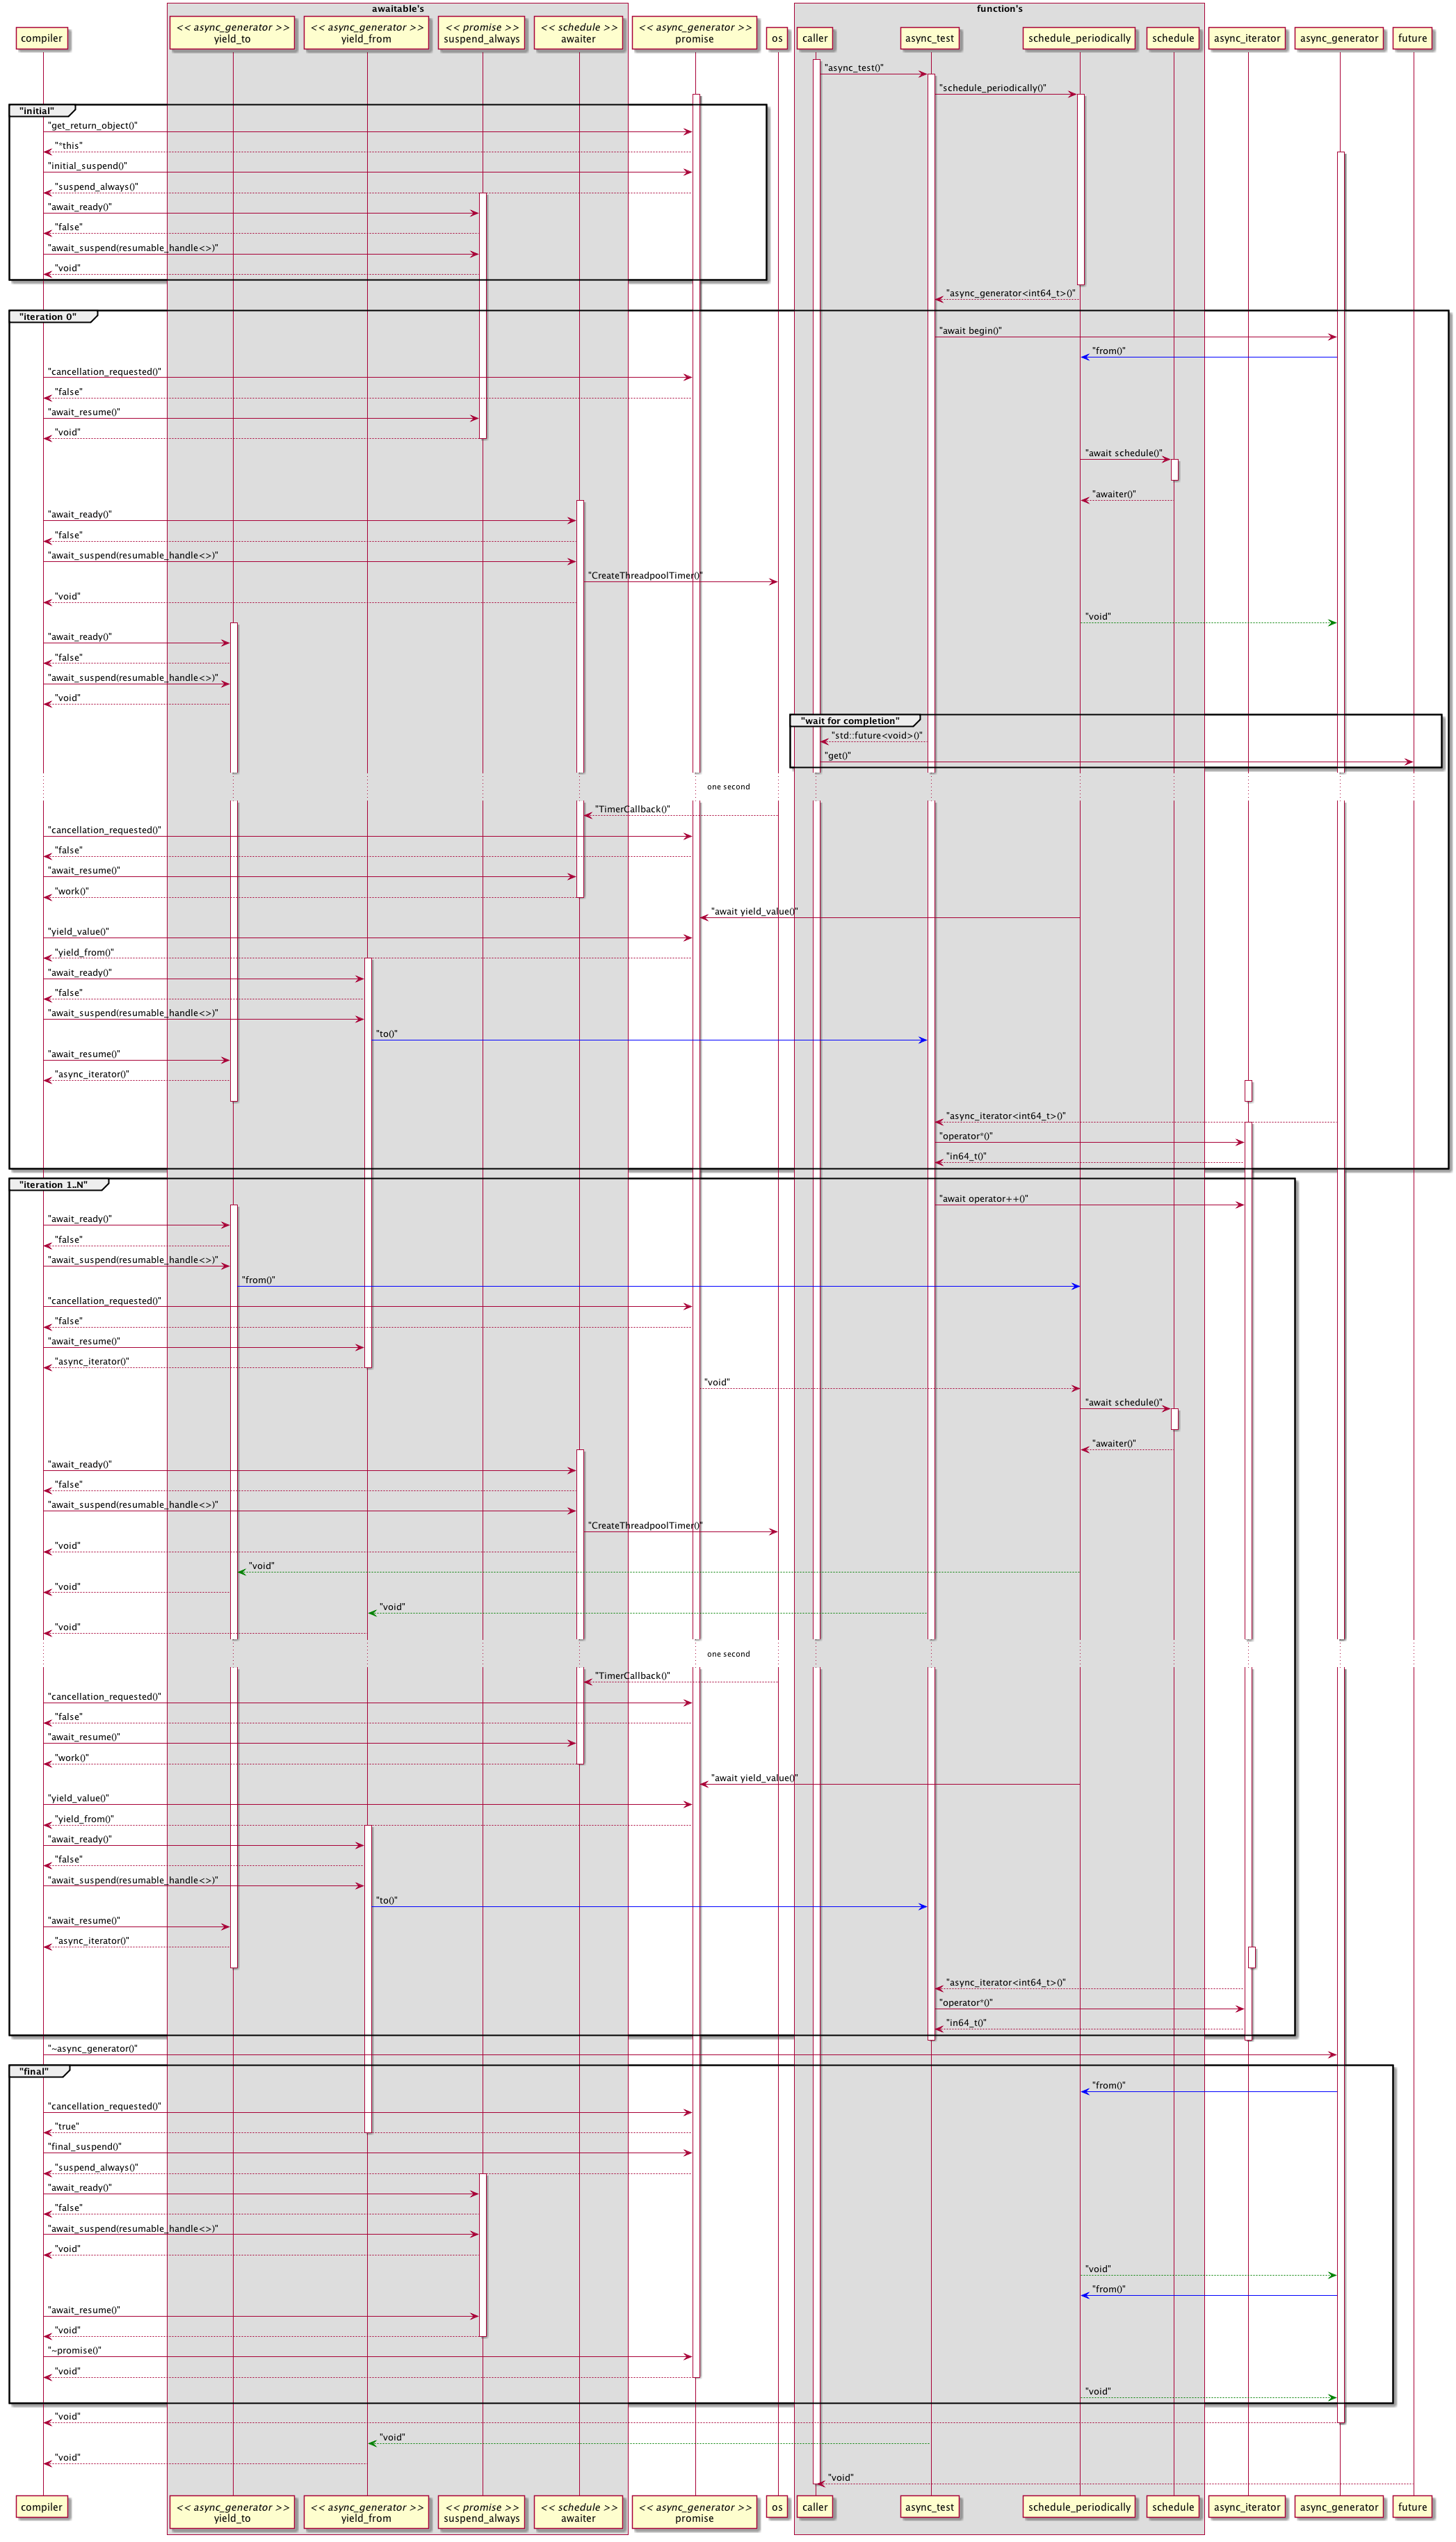 awaitable's
function's
compiler
<< async_generator >>
yield_to
<< async_generator >>
yield_from
<< promise >>
suspend_always
<< schedule >>
awaiter
<< async_generator >>
promise
os
caller
async_test
schedule_periodically
schedule
async_iterator
async_generator
future
"async_test()"
"schedule_periodically()"
"initial"
"get_return_object()"
"*this"
"initial_suspend()"
"suspend_always()"
"await_ready()"
"false"
"await_suspend(resumable_handle<>)"
"void"
"async_generator<int64_t>()"
"iteration 0"
"await begin()"
"from()"
"cancellation_requested()"
"false"
"await_resume()"
"void"
"await schedule()"
"awaiter()"
"await_ready()"
"false"
"await_suspend(resumable_handle<>)"
"CreateThreadpoolTimer()"
"void"
"void"
"await_ready()"
"false"
"await_suspend(resumable_handle<>)"
"void"
"wait for completion"
"std::future<void>()"
"get()"
one second
"TimerCallback()"
"cancellation_requested()"
"false"
"await_resume()"
"work()"
"await yield_value()"
"yield_value()"
"yield_from()"
"await_ready()"
"false"
"await_suspend(resumable_handle<>)"
"to()"
"await_resume()"
"async_iterator()"
"async_iterator<int64_t>()"
"operator*()"
"in64_t()"
"iteration 1..N"
"await operator++()"
"await_ready()"
"false"
"await_suspend(resumable_handle<>)"
"from()"
"cancellation_requested()"
"false"
"await_resume()"
"async_iterator()"
"void"
"await schedule()"
"awaiter()"
"await_ready()"
"false"
"await_suspend(resumable_handle<>)"
"CreateThreadpoolTimer()"
"void"
"void"
"void"
"void"
"void"
one second
"TimerCallback()"
"cancellation_requested()"
"false"
"await_resume()"
"work()"
"await yield_value()"
"yield_value()"
"yield_from()"
"await_ready()"
"false"
"await_suspend(resumable_handle<>)"
"to()"
"await_resume()"
"async_iterator()"
"async_iterator<int64_t>()"
"operator*()"
"in64_t()"
"~async_generator()"
"final"
"from()"
"cancellation_requested()"
"true"
"final_suspend()"
"suspend_always()"
"await_ready()"
"false"
"await_suspend(resumable_handle<>)"
"void"
"void"
"from()"
"await_resume()"
"void"
"~promise()"
"void"
"void"
"void"
"void"
"void"
"void"
compiler
<< async_generator >>
yield_to
<< async_generator >>
yield_from
<< promise >>
suspend_always
<< schedule >>
awaiter
<< async_generator >>
promise
os
caller
async_test
schedule_periodically
schedule
async_iterator
async_generator
future